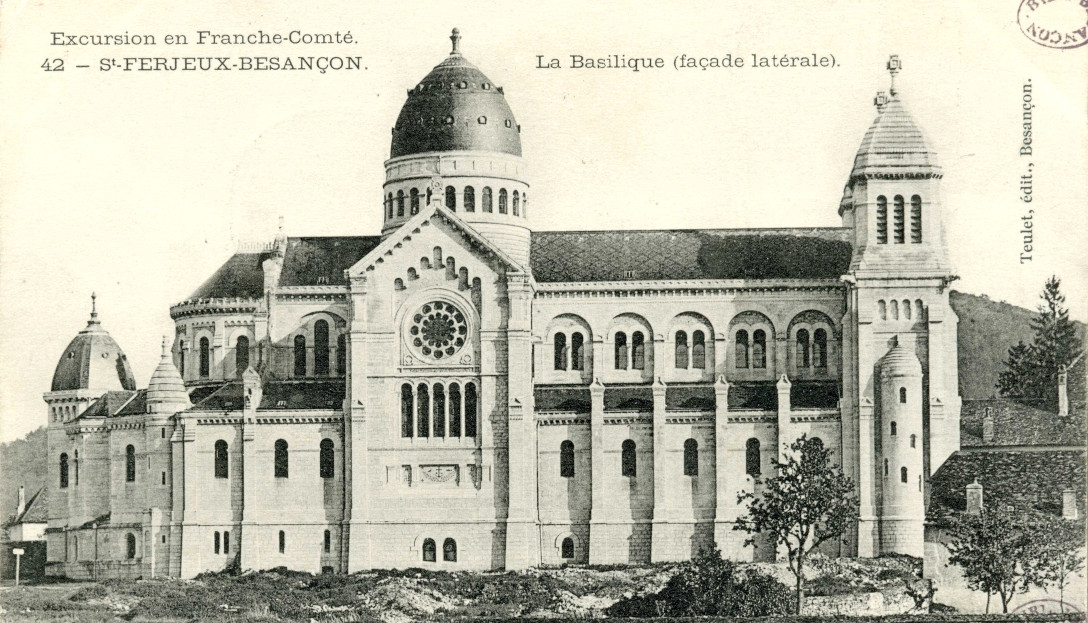 Excursion en Franche-Comté.
42 – St-FERJEUX-BESANÇON.
La Basilique (façade latérale).
Teulet, édit., Besançon.